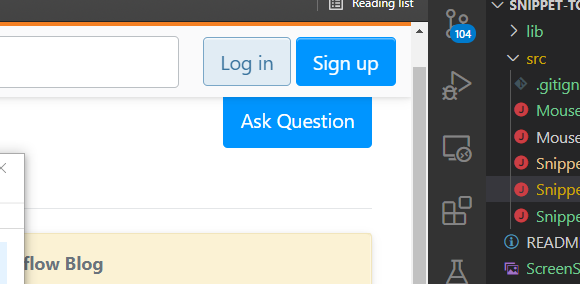 Reading list
Log in
Sign up
Ask Question
flow Blog
104
SNIPPET-TO
lib
src
.gitign
Mouse
Mouse
Snippe
Snippe
Snippe
READM
ScreenS